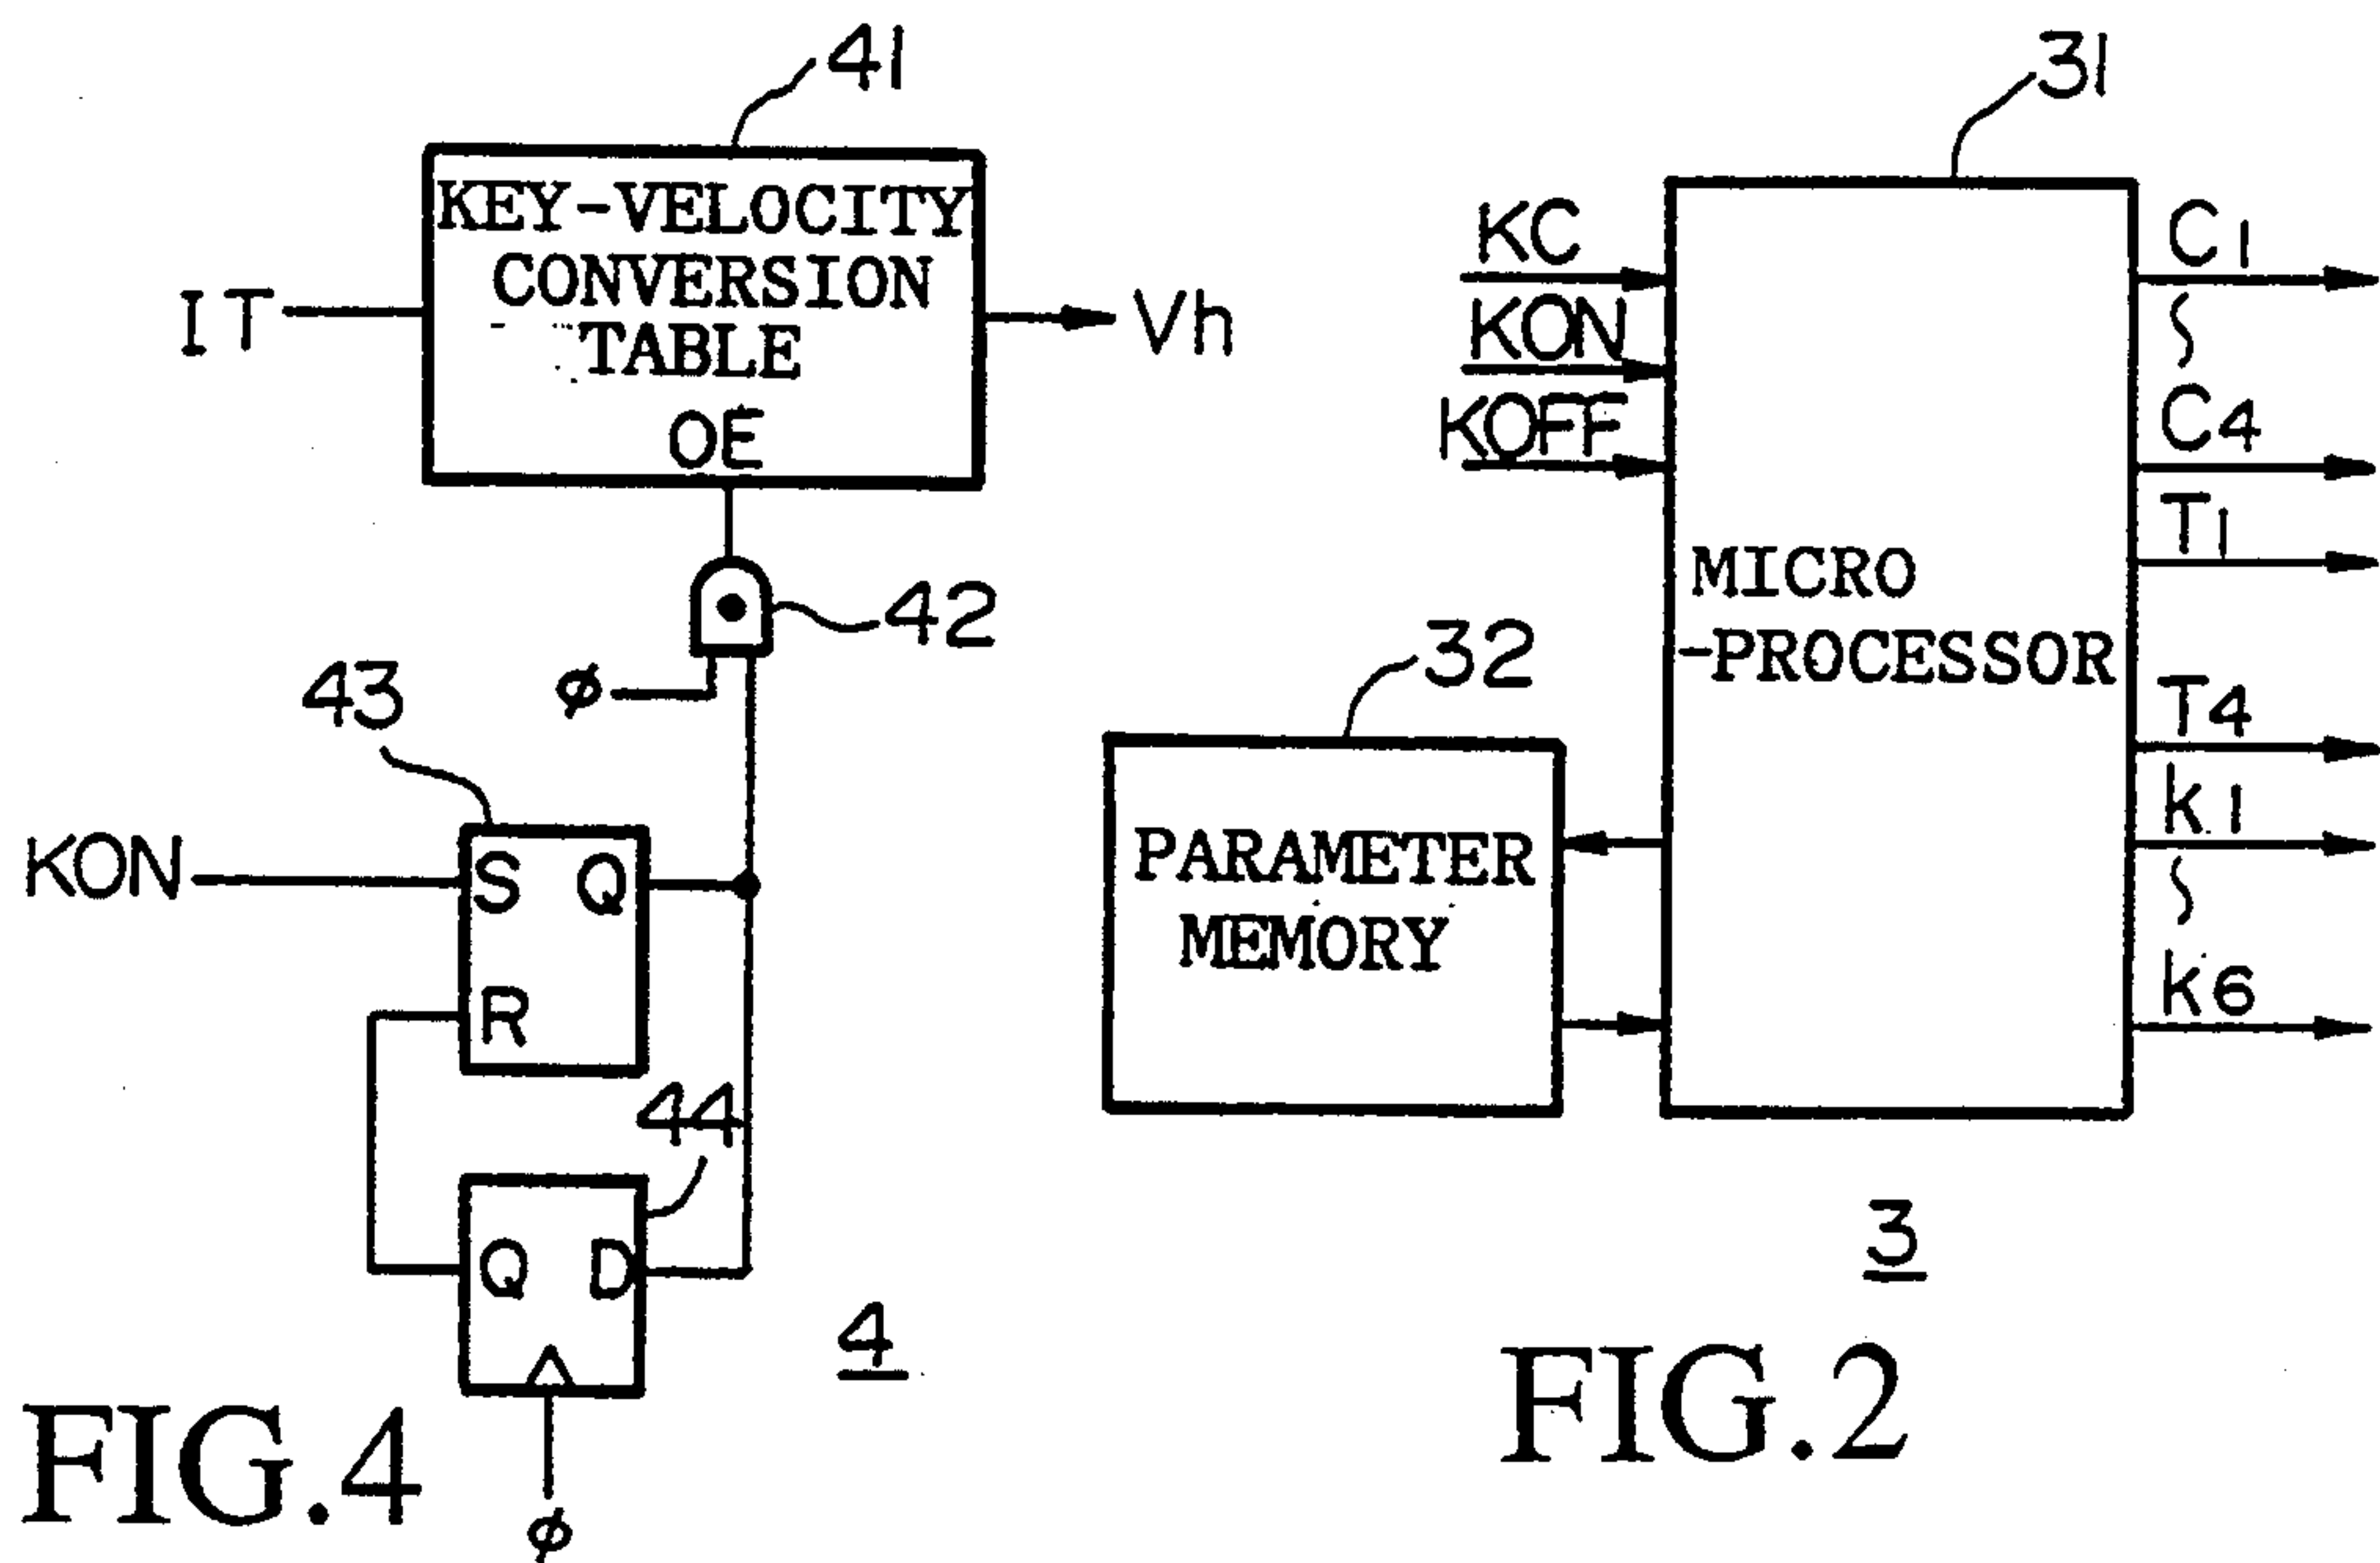 41
KEY-VELOCITY
CONVERSION
TABLE
IT
Vh
OE
42
φ
43
KON
S Q
R
44
Q D
φ
4
FIG.4
31
KC
KON
KOFF
MICRO
-PROCESSOR
C1
∫
C4
T1
T4
k1
∫
k6
32
PARAMETER
MEMORY
3
FIG.2